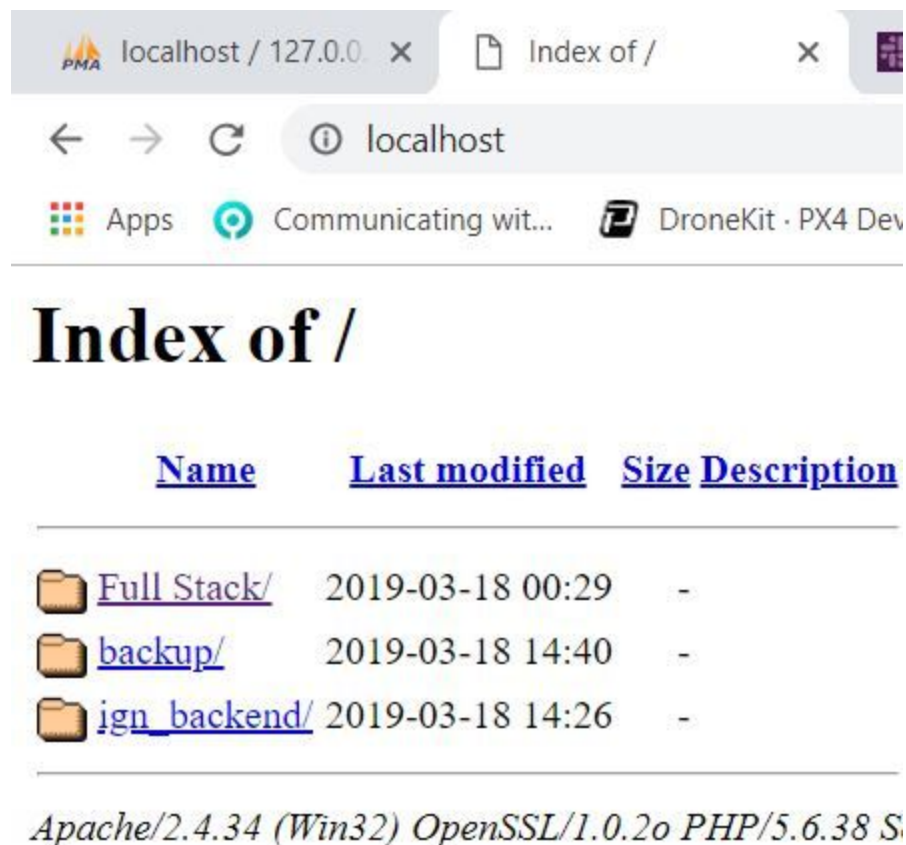 PMA localhost / 127.0.0. Index of /
localhost
Apps Communicating wit... DroneKit · PX4 Dev
Index of /
Name Last modified Size Description
Full Stack/ 2019-03-18 00:29 -
backup/ 2019-03-18 14:40 -
ign_backend/ 2019-03-18 14:26 -
Apache/2.4.34 (Win32) OpenSSL/1.0.2o PHP/5.6.38